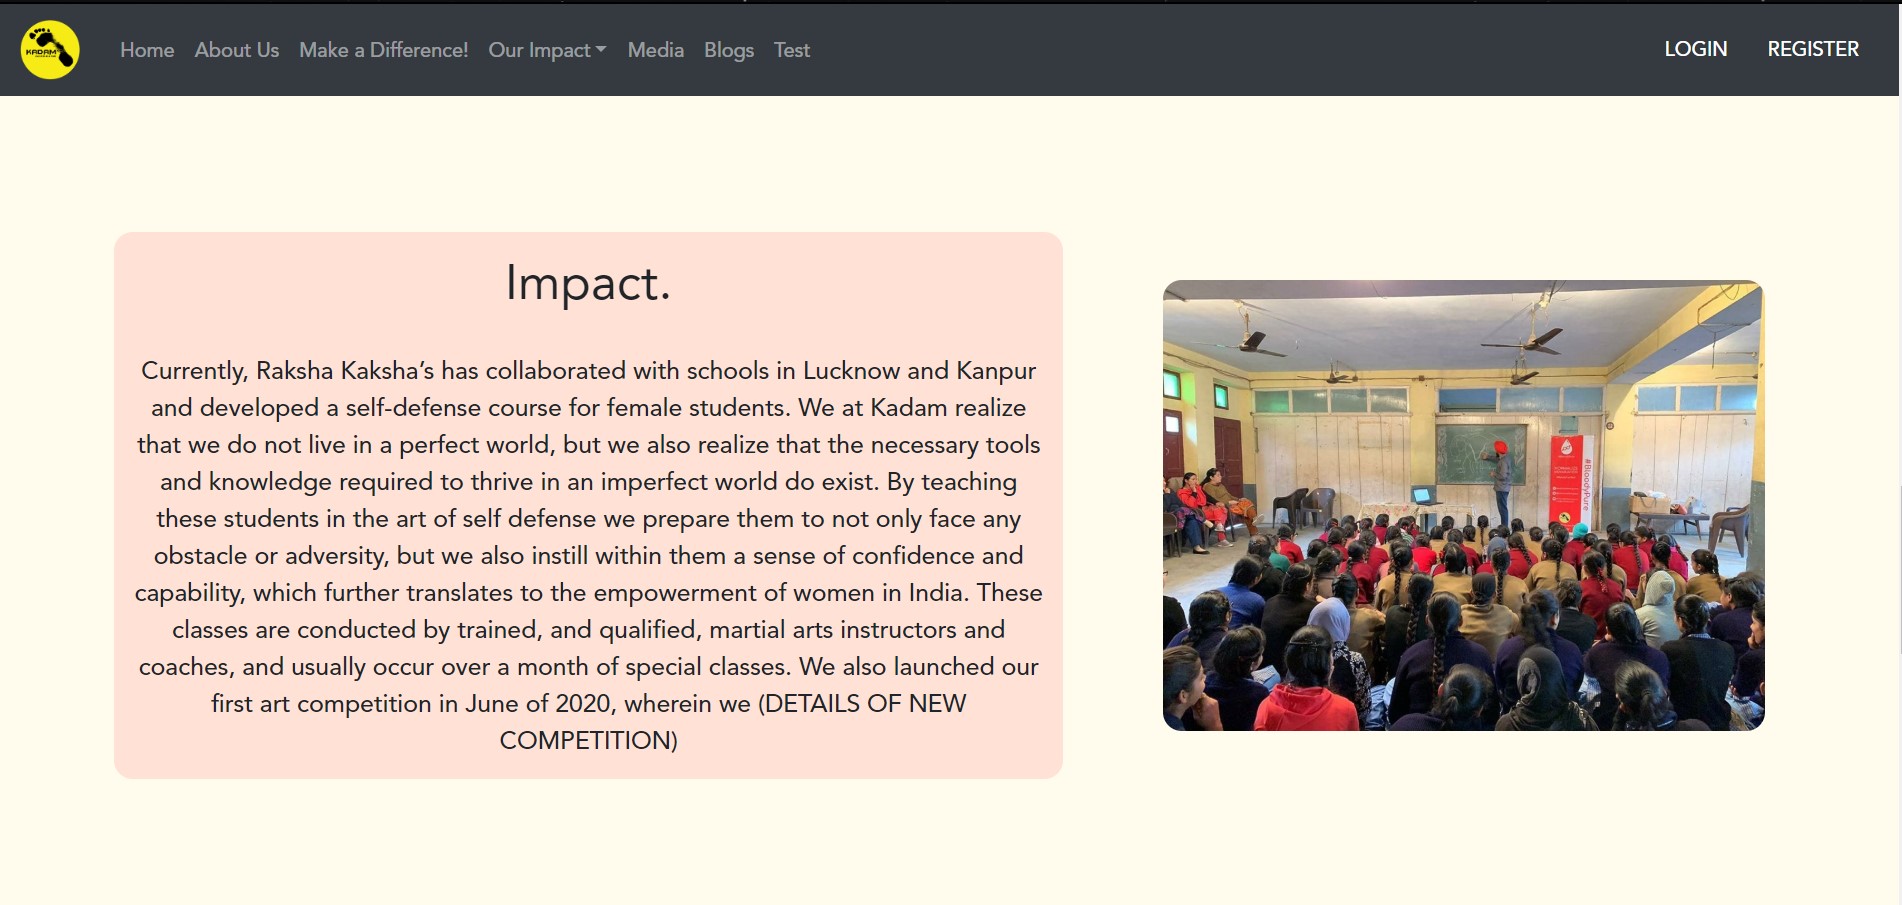 KADAM
Home About Us Make a Difference! Our Impact Media Blogs Test
LOGIN REGISTER
Impact.
Currently, Raksha Kaksha’s has collaborated with schools in Lucknow and Kanpur
and developed a self-defense course for female students. We at Kadam realize
that we do not live in a perfect world, but we also realize that the necessary tools
and knowledge required to thrive in an imperfect world do exist. By teaching
these students in the art of self defense we prepare them to not only face any
obstacle or adversity, but we also instill within them a sense of confidence and
capability, which further translates to the empowerment of women in India. These
classes are conducted by trained, and qualified, martial arts instructors and
coaches, and usually occur over a month of special classes. We also launched our
first art competition in June of 2020, wherein we (DETAILS OF NEW
COMPETITION)
#BloodyPure